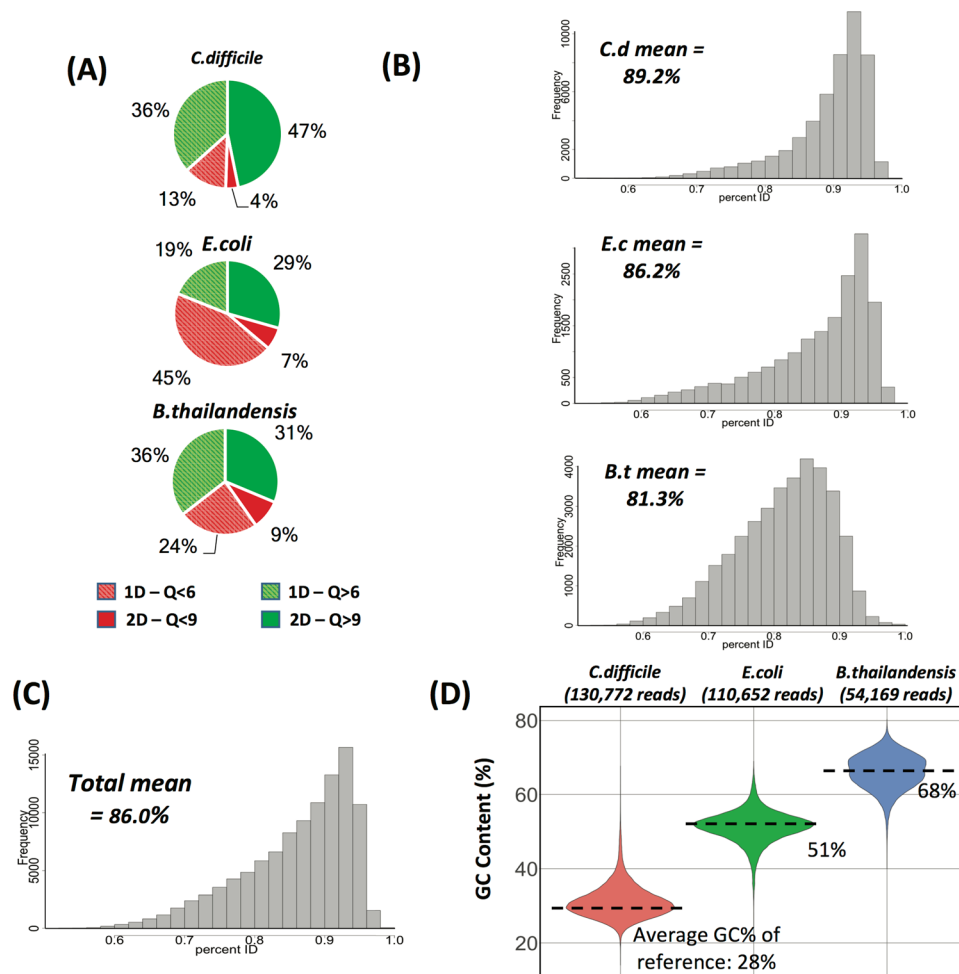 (A)
C.difficile
36%
47%
13%
4%
E.coli
19%
29%
45%
7%
B.thailandensis
36%
31%
24%
9%
1D – Q<6
1D – Q>6
2D – Q<9
2D – Q>9
(B)
C.d mean =
89.2%
Frequency
10000
6000
2000
0
0.6 0.7 0.8 0.9 1.0
percent ID
E.c mean =
86.2%
Frequency
2500
1500
500
0
0.6 0.7 0.8 0.9 1.0
percent ID
B.t mean =
81.3%
Frequency
4000
3000
2000
1000
0
0.6 0.7 0.8 0.9 1.0
percent ID
(C)
Total mean
= 86.0%
Frequency
15000
10000
5000
0
0.6 0.7 0.8 0.9 1.0
percent ID
(D)
C.difficile E.coli B.thailandensis
(130,772 reads) (110,652 reads) (54,169 reads)
GC Content (%)
80
60
40
20
68%
51%
Average GC% of
reference: 28%